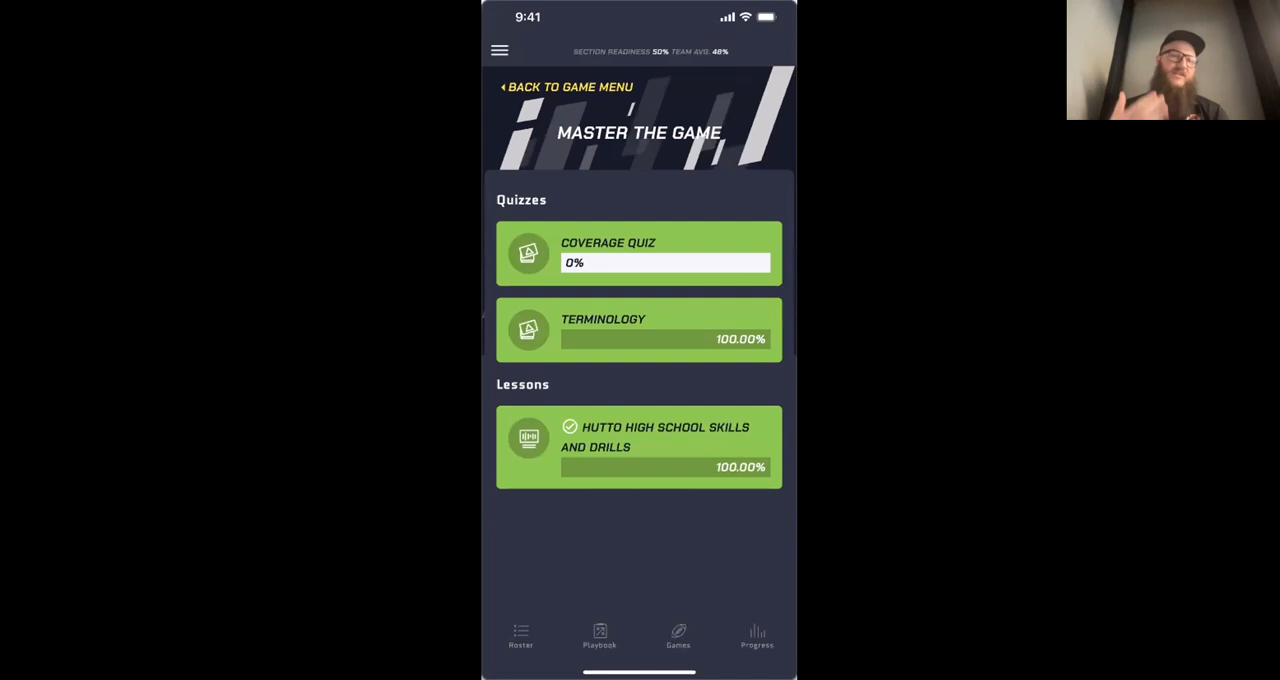 9:41
SECTION READINESS 50% TEAM AVG. 48%
BACK TO GAME MENU
MASTER THE GAME
Quizzes
COVERAGE QUIZ
0%
TERMINOLOGY
100.00%
Lessons
HUTTO HIGH SCHOOL SKILLS
AND DRILLS
100.00%
Roster Playbook Games Progress